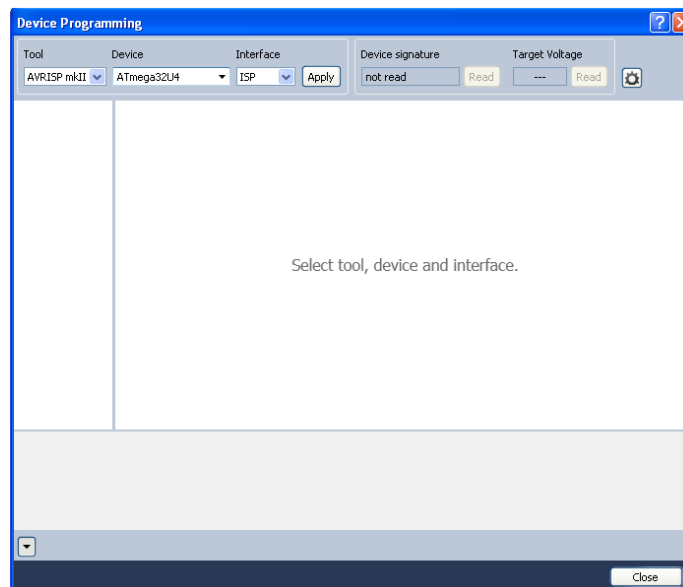 Device Programming
Tool Device Interface Device signature Target Voltage
AVRISP mkII ATmega32U4 ISP Apply not read Read --- Read
Select tool, device and interface.
Close